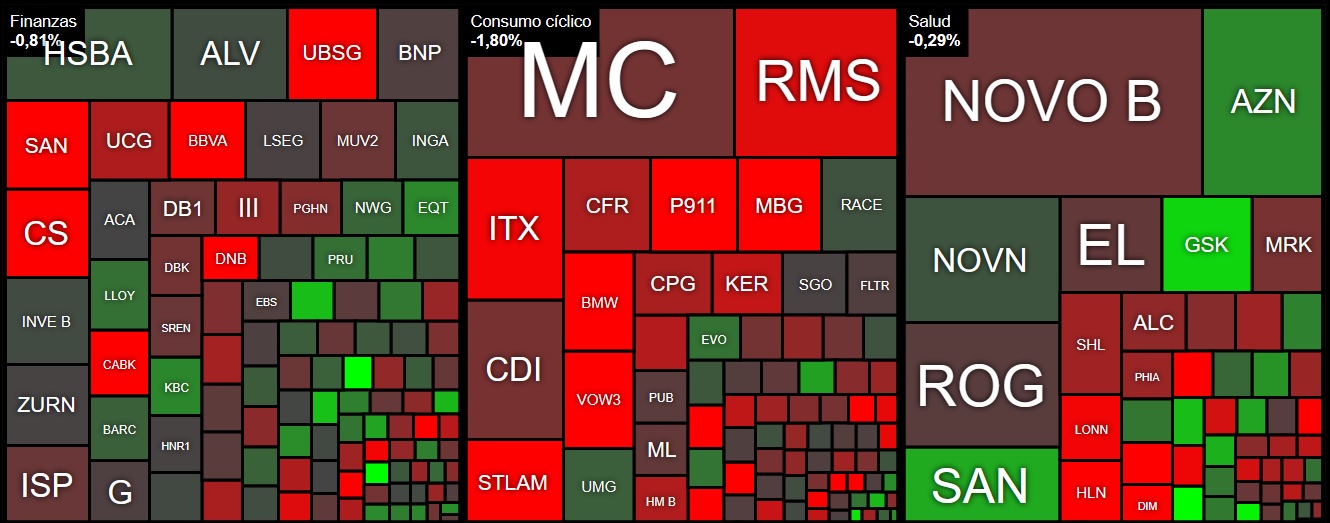 Finanzas
-0,81%
HSBA
ALV
UBSG
BNP
SAN
UCG
BBVA
LSEG
MUV2
INGA
CS
ACA
DB1
III
PGHN
NWG
EQT
DBK
DNB
PRU
INVE B
LLOY
EBS
SREN
CABK
ZURN
KBC
BARC
HNR1
ISP
G
Consumo cíclico
-1,80%
MC
RMS
ITX
CFR
P911
MBG
RACE
BMW
CPG
KER
SGO
FLTR
CDI
EVO
VOW3
PUB
ML
STLAM
UMG
HM B
Salud
-0,29%
NOVO B
AZN
NOVN
EL
GSK
MRK
SHL
ALC
ROG
PHIA
LONN
SAN
HLN
DIM